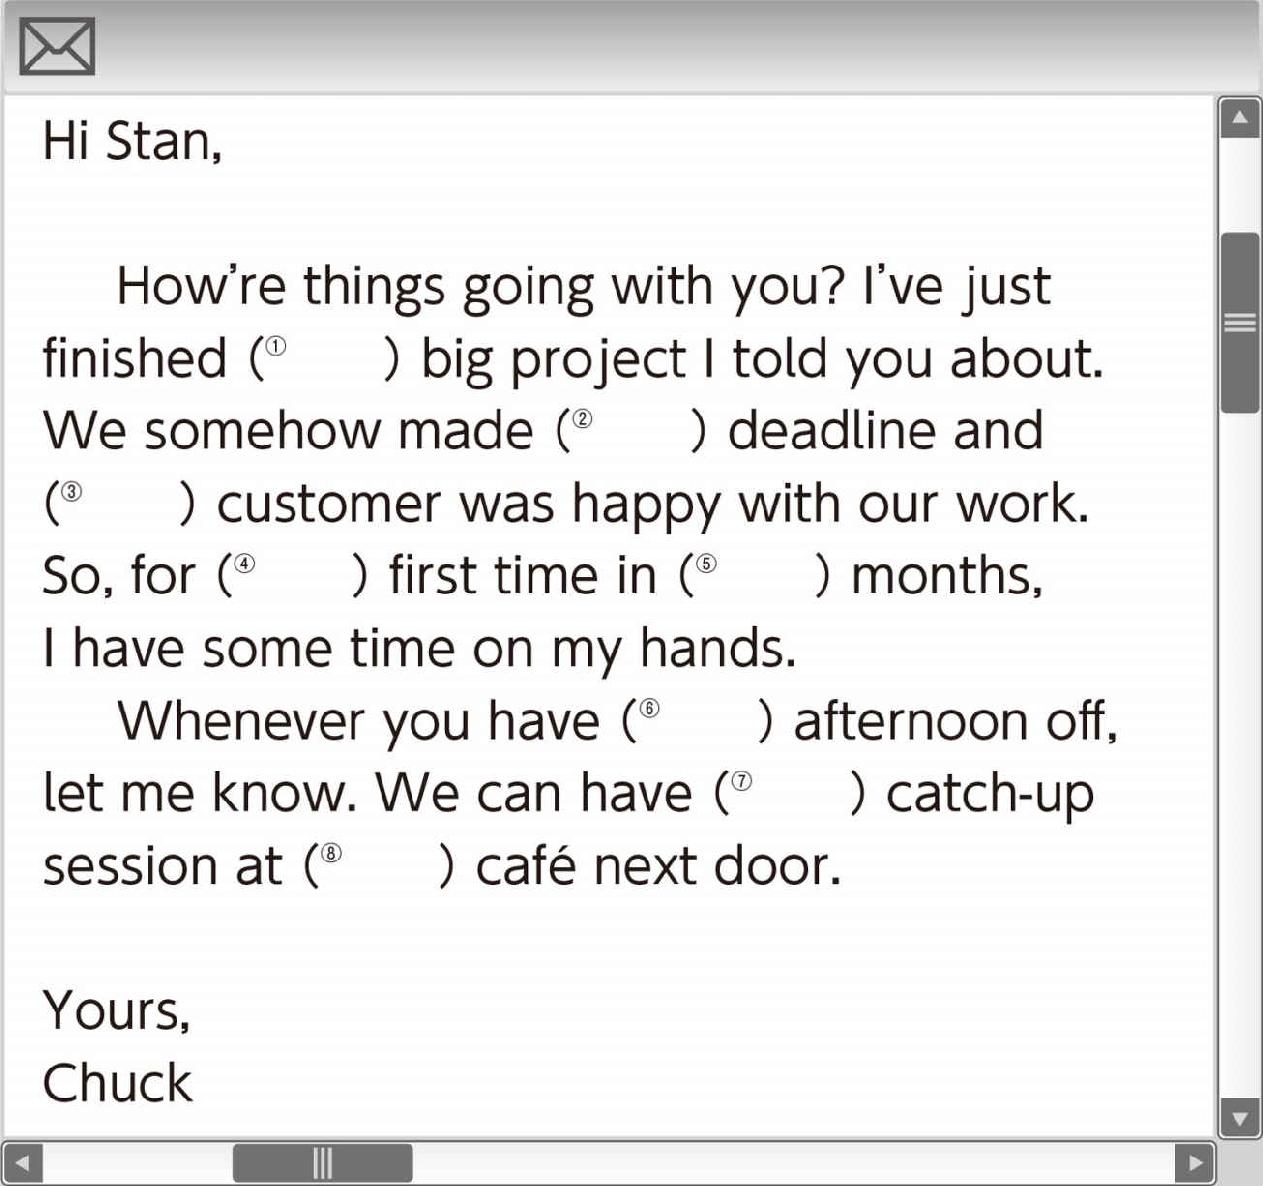 Hi Stan,
How're things going with you? I've just
finished (① ) big project I told you about.
We somehow made (② ) deadline and
(③ ) customer was happy with our work.
So, for (④ ) first time in (⑤ ) months,
I have some time on my hands.
Whenever you have (⑥ ) afternoon off,
let me know. We can have (⑦ ) catch-up
session at (⑧ ) café next door.
Yours,
Chuck